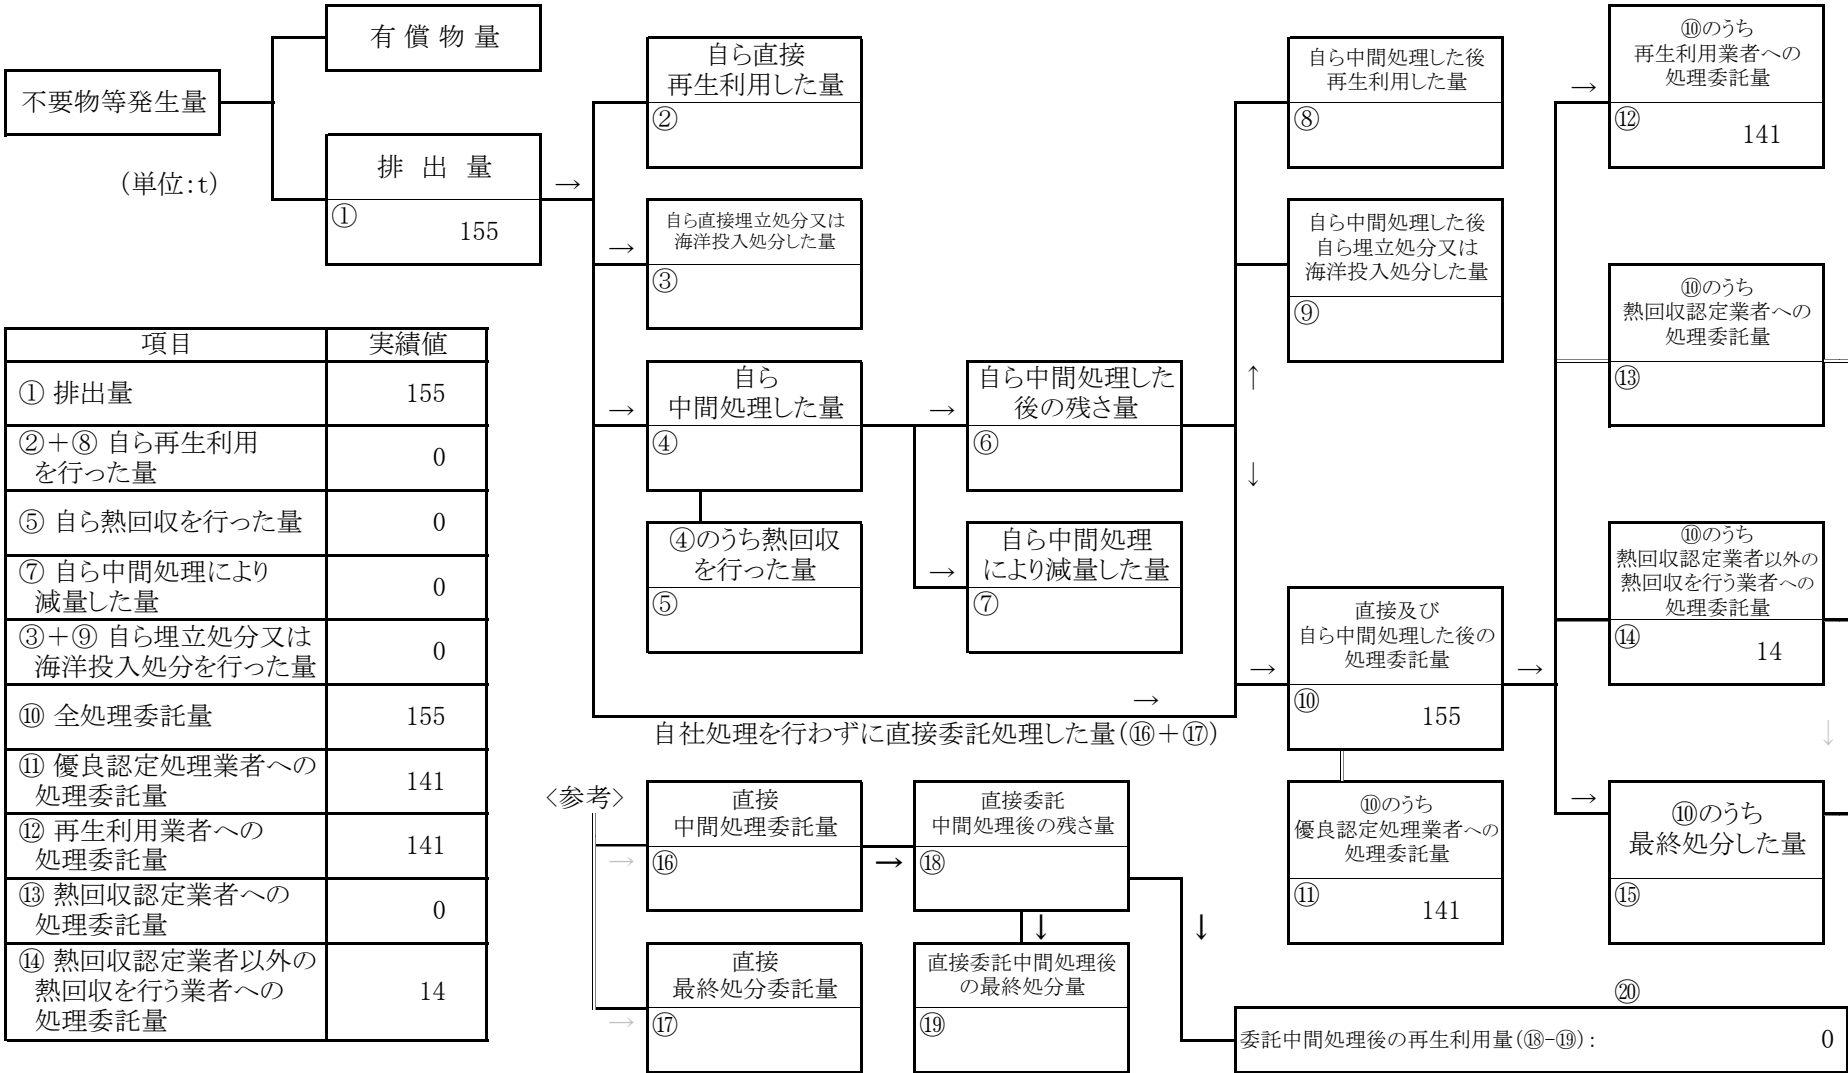 有 償 物 量
不要物等発生量
排 出 量
①
155
(単位:t)
→
自ら直接
再生利用した量
②
→
自ら直接埋立処分又は
海洋投入処分した量
③
→
自ら
中間処理した量
④
④のうち熱回収
を行った量
⑤
→
自ら中間処理した
後の残さ量
⑥
→
自ら中間処理
により減量した量
⑦
↑
↓
自ら中間処理した後
再生利用した量
⑧
自ら中間処理した後
自ら埋立処分又は
海洋投入処分した量
⑨
→
自社処理を行わずに直接委託処理した量(⑯+⑰)
→
直接及び
自ら中間処理した後の
処理委託量
⑩
155
⑩のうち
優良認定処理業者への
処理委託量
⑪
141
→
→
⑩のうち
再生利用業者への
処理委託量
⑫
141
⑩のうち
熱回収認定業者への
処理委託量
⑬
⑩のうち
熱回収認定業者以外の
熱回収を行う業者への
処理委託量
⑭
14
↓
→
⑩のうち
最終処分した量
⑮
項目 実績値
① 排出量 155
②+⑧ 自ら再生利用
を行った量 0
⑤ 自ら熱回収を行った量 0
⑦ 自ら中間処理により
減量した量 0
③+⑨ 自ら埋立処分又は
海洋投入処分を行った量 0
⑩ 全処理委託量 155
⑪ 優良認定処理業者への
処理委託量 141
⑫ 再生利用業者への
処理委託量 141
⑬ 熱回収認定業者への
処理委託量 0
⑭ 熱回収認定業者以外の
熱回収を行う業者への
処理委託量 14
<参考>
→
直接
中間処理委託量
⑯
→
直接委託
中間処理後の残さ量
⑱
↓
↓
→
直接
最終処分委託量
⑰
直接委託中間処理後
の最終処分量
⑲
⑳
委託中間処理後の再生利用量(⑱-⑲): 0